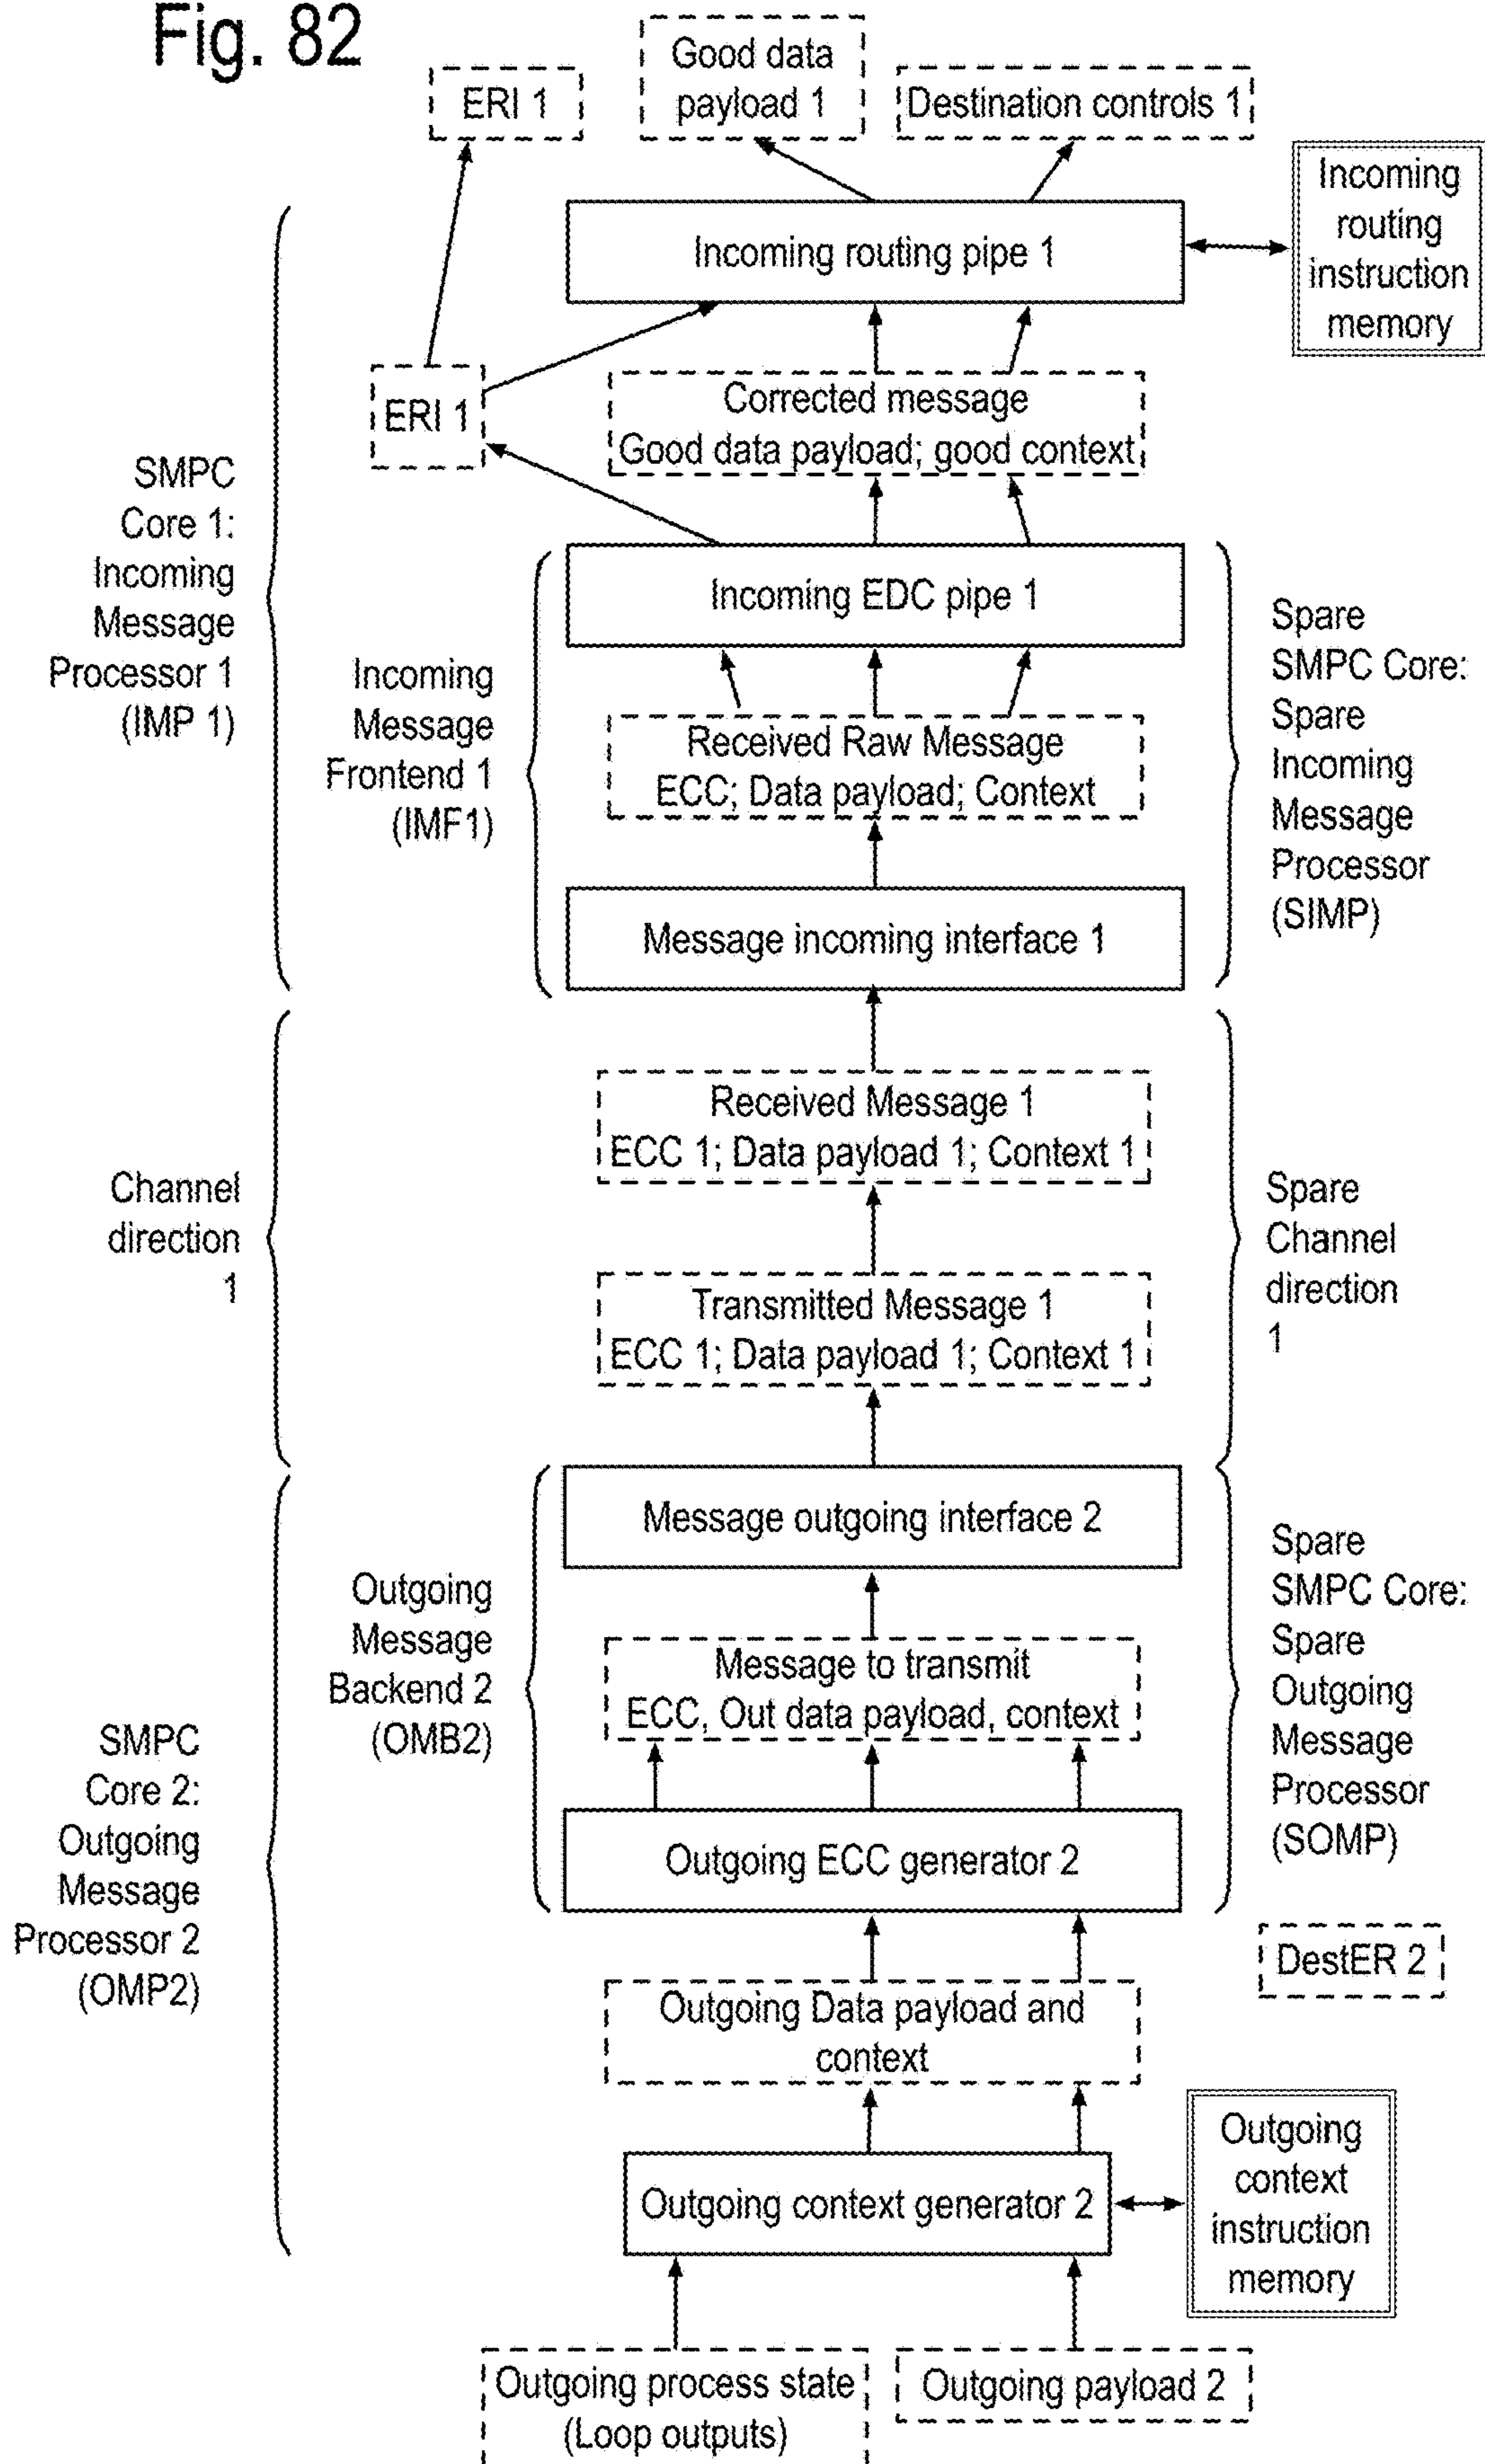 Fig. 82
ERI 1
Good data
payload 1
Destination controls 1
Incoming
routing
instruction
memory
Incoming routing pipe 1
ERI 1
Corrected message
Good data payload; good context
SMPC
Core 1:
Incoming
Message
Processor 1
(IMP 1)
Incoming
Message
Frontend 1
(IMF1)
Incoming EDC pipe 1
Received Raw Message
ECC; Data payload; Context
Message incoming interface 1
Spare
SMPC Core:
Spare
Incoming
Message
Processor
(SIMP)
Channel
direction
1
Received Message 1
ECC 1; Data payload 1; Context 1
Transmitted Message 1
ECC 1; Data payload 1; Context 1
Spare
Channel
direction
1
SMPC
Core 2:
Outgoing
Message
Processor 2
(OMP2)
Outgoing
Message
Backend 2
(OMB2)
Message outgoing interface 2
Message to transmit
ECC, Out data payload, context
Outgoing ECC generator 2
Spare
SMPC Core:
Spare
Outgoing
Message
Processor
(SOMP)
DestER 2
Outgoing Data payload and
context
Outgoing context generator 2
Outgoing
context
instruction
memory
Outgoing process state
(Loop outputs)
Outgoing payload 2